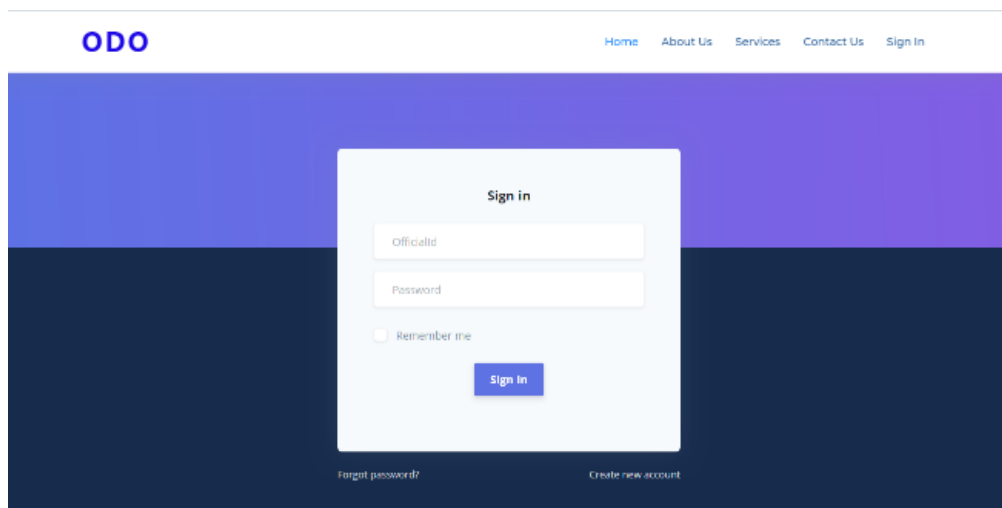 ODO
Home About Us Services Contact Us Sign In
Sign in
OfficialId
Password
Remember me
Sign In
Forgot password? Create new account